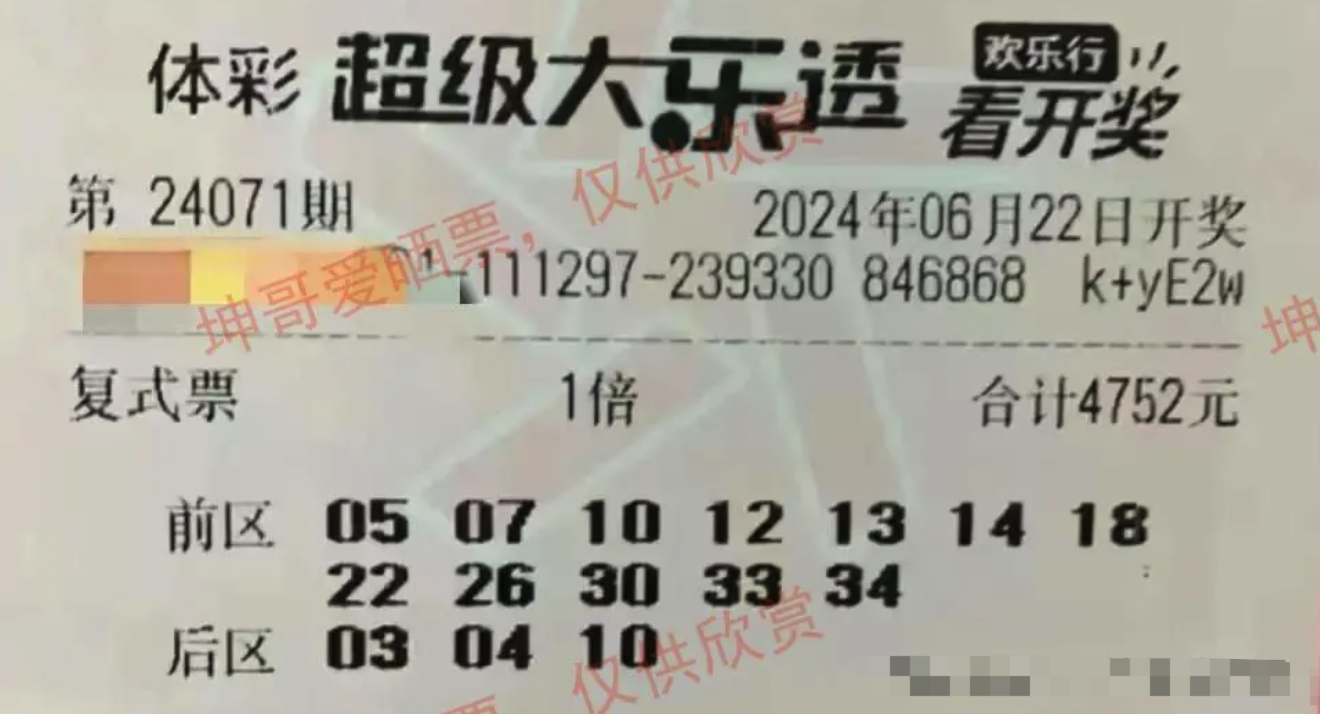 体彩 超级大乐透 欢乐行 看开奖
第 24071期 2024年06月22日开奖
-111297-239330 846868 k+yE2w
复式票 1倍 合计4752元
前区 05 07 10 12 13 14 18
22 26 30 33 34
后区 03 04 10
坤哥爱晒票，仅供欣赏
坤
票，仅供欣赏